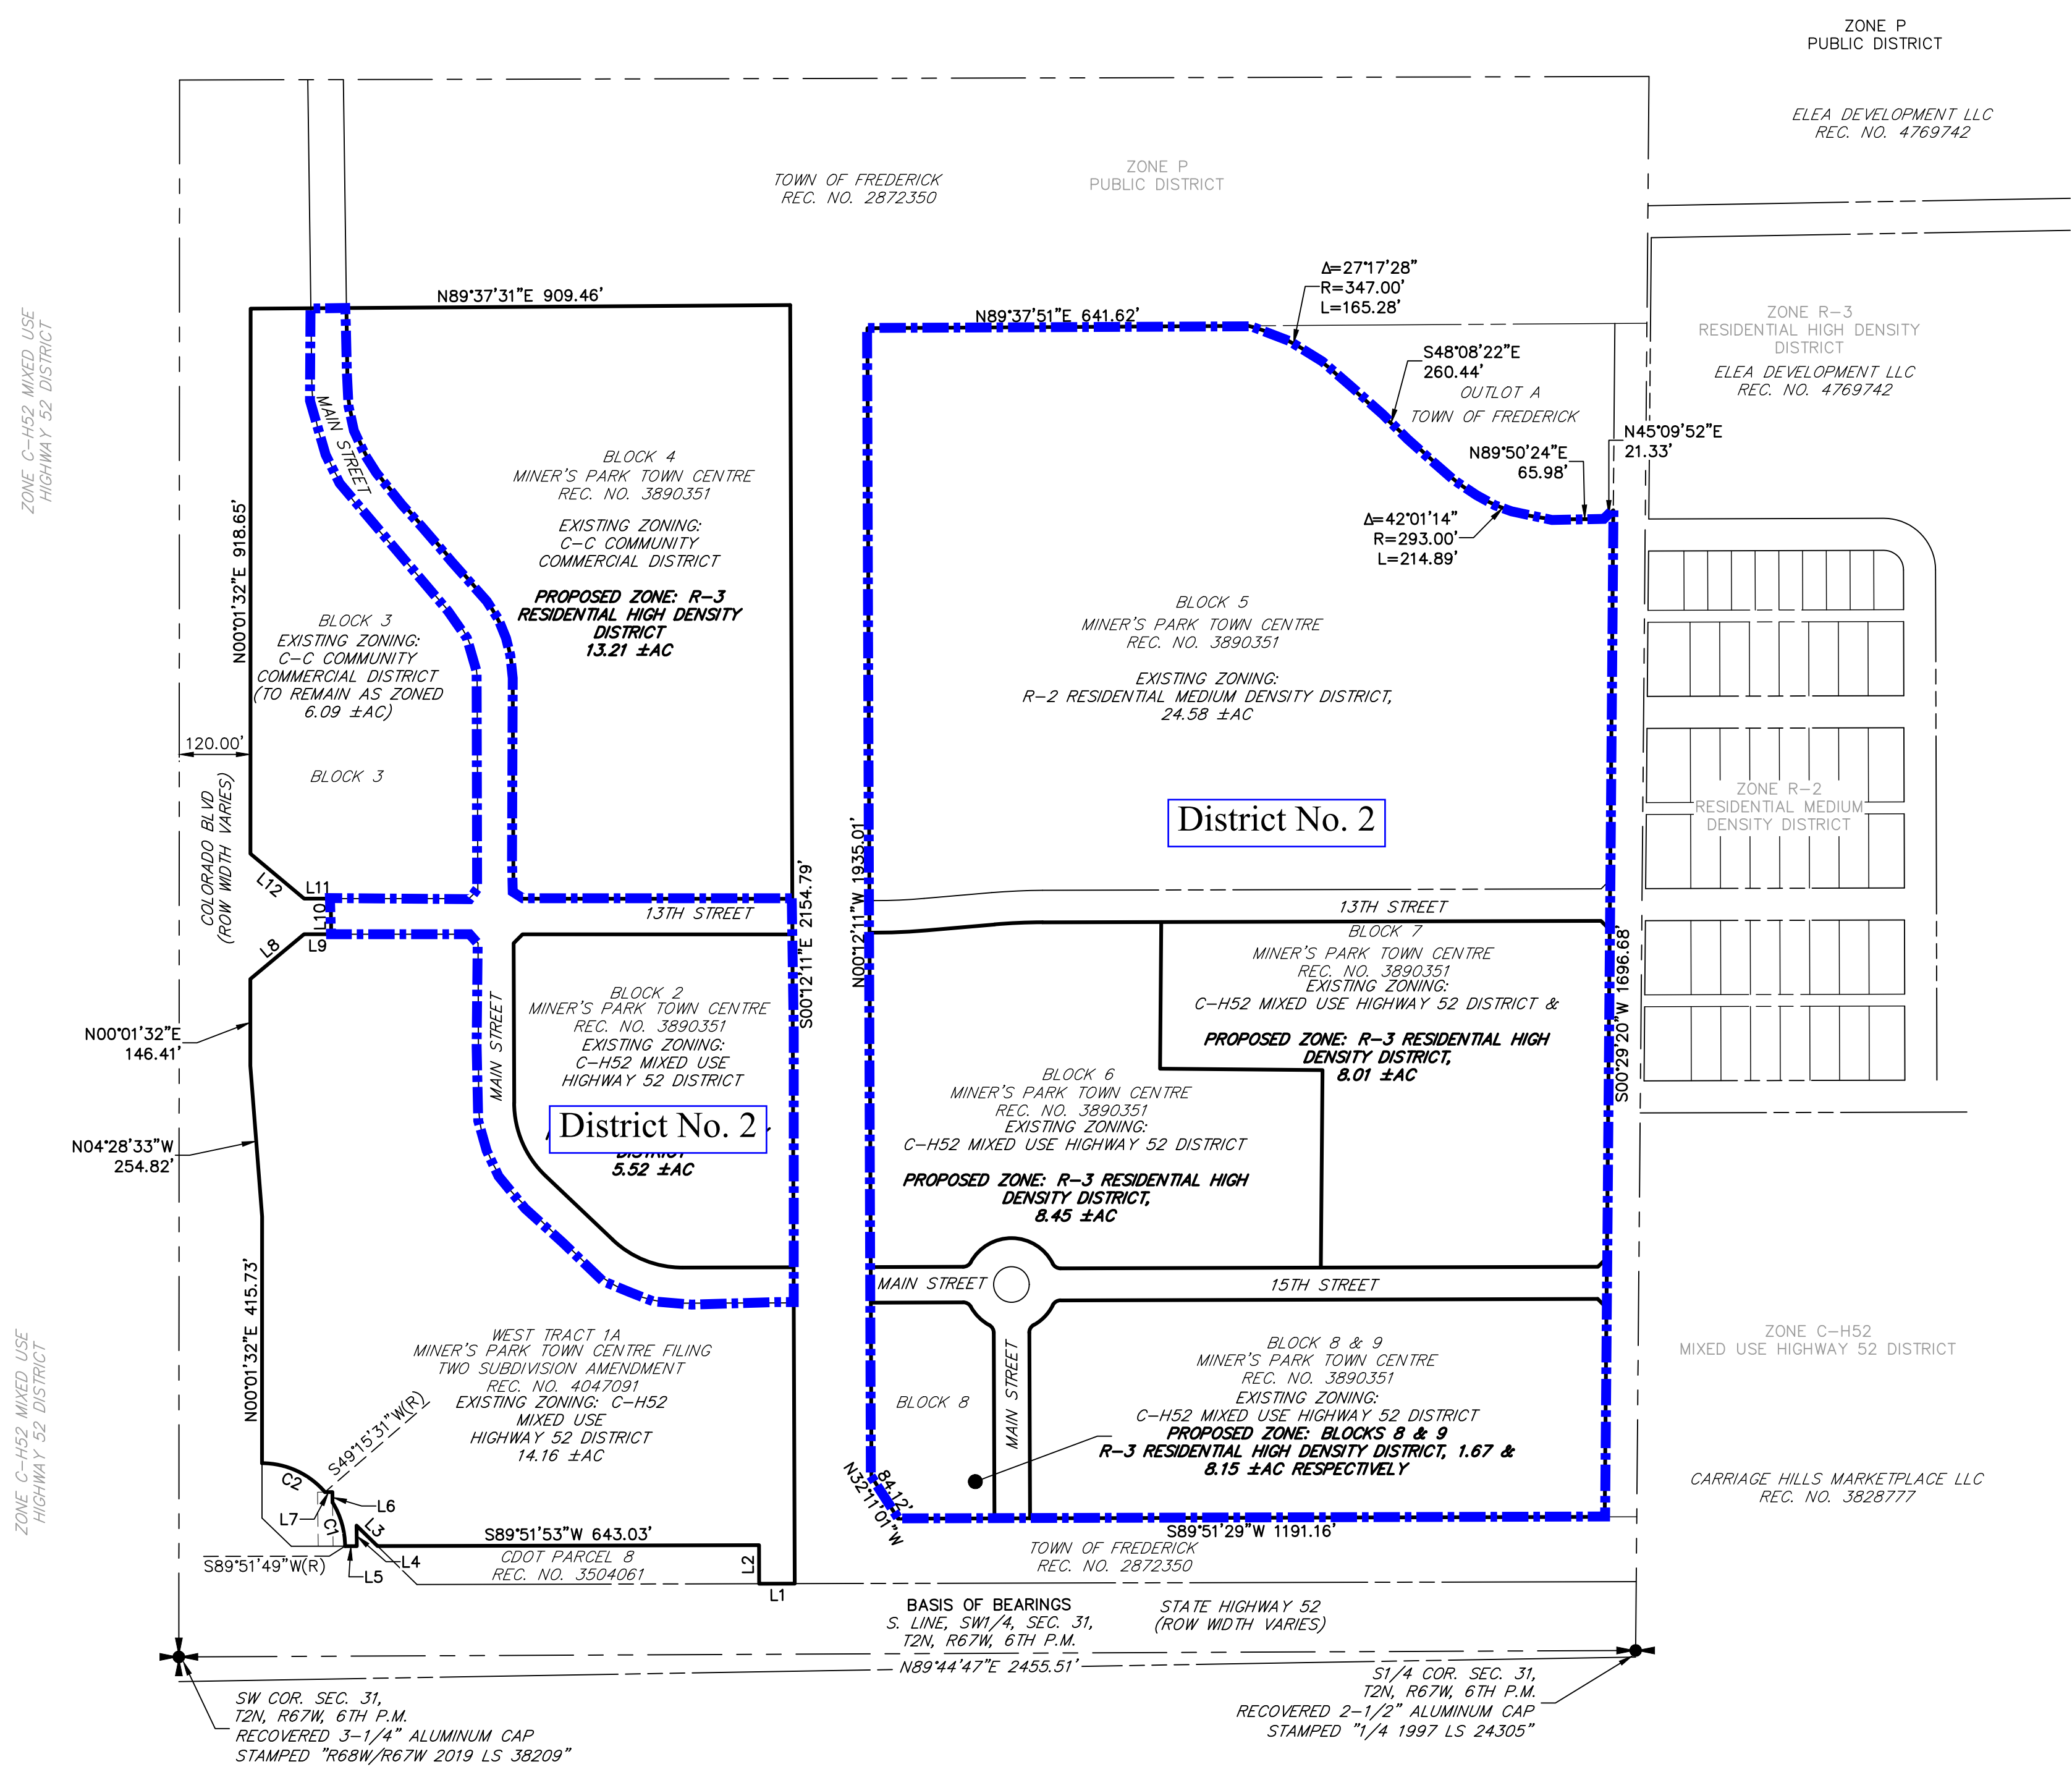 ZONE P
PUBLIC DISTRICT
ELEA DEVELOPMENT LLC
REC. NO. 4769742
ZONE P
PUBLIC DISTRICT
TOWN OF FREDERICK
REC. NO. 2872350
ZONE C-H52 MIXED USE
HIGHWAY 52 DISTRICT
N89°37'31"E 909.46'
N89°37'51"E 641.62'
Δ=27°17'28"
R=347.00'
L=165.28'
S48°08'22"E
260.44'
OUTLOT A
TOWN OF FREDERICK
N45°09'52"E
21.33'
N89°50'24"E
65.98'
Δ=42°01'14"
R=293.00'
L=214.89'
ZONE R-3
RESIDENTIAL HIGH DENSITY
DISTRICT
ELEA DEVELOPMENT LLC
REC. NO. 4769742
MAIN STREET
BLOCK 4
MINER'S PARK TOWN CENTRE
REC. NO. 3890351
EXISTING ZONING:
C-C COMMUNITY
COMMERCIAL DISTRICT
PROPOSED ZONE: R-3
RESIDENTIAL HIGH DENSITY
DISTRICT
13.21 ±AC
N00°01'32"E 918.65'
BLOCK 3
EXISTING ZONING:
C-C COMMUNITY
COMMERCIAL DISTRICT
(TO REMAIN AS ZONED
6.09 ±AC)
BLOCK 3
120.00'
COLORADO BLVD
(ROW WIDTH VARIES)
BLOCK 5
MINER'S PARK TOWN CENTRE
REC. NO. 3890351
EXISTING ZONING:
R-2 RESIDENTIAL MEDIUM DENSITY DISTRICT,
24.58 ±AC
District No. 2
ZONE R-2
RESIDENTIAL MEDIUM
DENSITY DISTRICT
L12
L11
L10
L9
L8
13TH STREET
S00°12'11"E 2154.79'
N00°12'11"W 1935.01'
13TH STREET
S00°29'20"W 1696.68'
BLOCK 7
MINER'S PARK TOWN CENTRE
REC. NO. 3890351
EXISTING ZONING:
C-H52 MIXED USE HIGHWAY 52 DISTRICT &
PROPOSED ZONE: R-3 RESIDENTIAL HIGH
DENSITY DISTRICT,
8.01 ±AC
BLOCK 2
MINER'S PARK TOWN CENTRE
REC. NO. 3890351
EXISTING ZONING:
C-H52 MIXED USE
HIGHWAY 52 DISTRICT
District No. 2
DISTRICT
5.52 ±AC
MAIN STREET
N00°01'32"E
146.41'
N04°28'33"W
254.82'
BLOCK 6
MINER'S PARK TOWN CENTRE
REC. NO. 3890351
EXISTING ZONING:
C-H52 MIXED USE HIGHWAY 52 DISTRICT
PROPOSED ZONE: R-3 RESIDENTIAL HIGH
DENSITY DISTRICT,
8.45 ±AC
MAIN STREET
15TH STREET
N00°01'32"E 415.73'
ZONE C-H52 MIXED USE
HIGHWAY 52 DISTRICT
WEST TRACT 1A
MINER'S PARK TOWN CENTRE FILING
TWO SUBDIVISION AMENDMENT
REC. NO. 4047091
EXISTING ZONING: C-H52
MIXED USE
HIGHWAY 52 DISTRICT
14.16 ±AC
S49°15'31"W(R)
BLOCK 8
MAIN STREET
BLOCK 8 & 9
MINER'S PARK TOWN CENTRE
REC. NO. 3890351
EXISTING ZONING:
C-H52 MIXED USE HIGHWAY 52 DISTRICT
PROPOSED ZONE: BLOCKS 8 & 9
R-3 RESIDENTIAL HIGH DENSITY DISTRICT, 1.67 &
8.15 ±AC RESPECTIVELY
ZONE C-H52
MIXED USE HIGHWAY 52 DISTRICT
CARRIAGE HILLS MARKETPLACE LLC
REC. NO. 3828777
C2
L7
L6
C1
L3
L4
L5
S89°51'49"W(R)
S89°51'53"W 643.03'
CDOT PARCEL 8
REC. NO. 3504061
L2
L1
84.12'
N32°11'01"W
S89°51'29"W 1191.16'
TOWN OF FREDERICK
REC. NO. 2872350
BASIS OF BEARINGS
S. LINE, SW1/4, SEC. 31,
T2N, R67W, 6TH P.M.
STATE HIGHWAY 52
(ROW WIDTH VARIES)
N89°44'47"E 2455.51'
SW COR. SEC. 31,
T2N, R67W, 6TH P.M.
RECOVERED 3-1/4" ALUMINUM CAP
STAMPED "R68W/R67W 2019 LS 38209"
S1/4 COR. SEC. 31,
T2N, R67W, 6TH P.M.
RECOVERED 2-1/2" ALUMINUM CAP
STAMPED "1/4 1997 LS 24305"